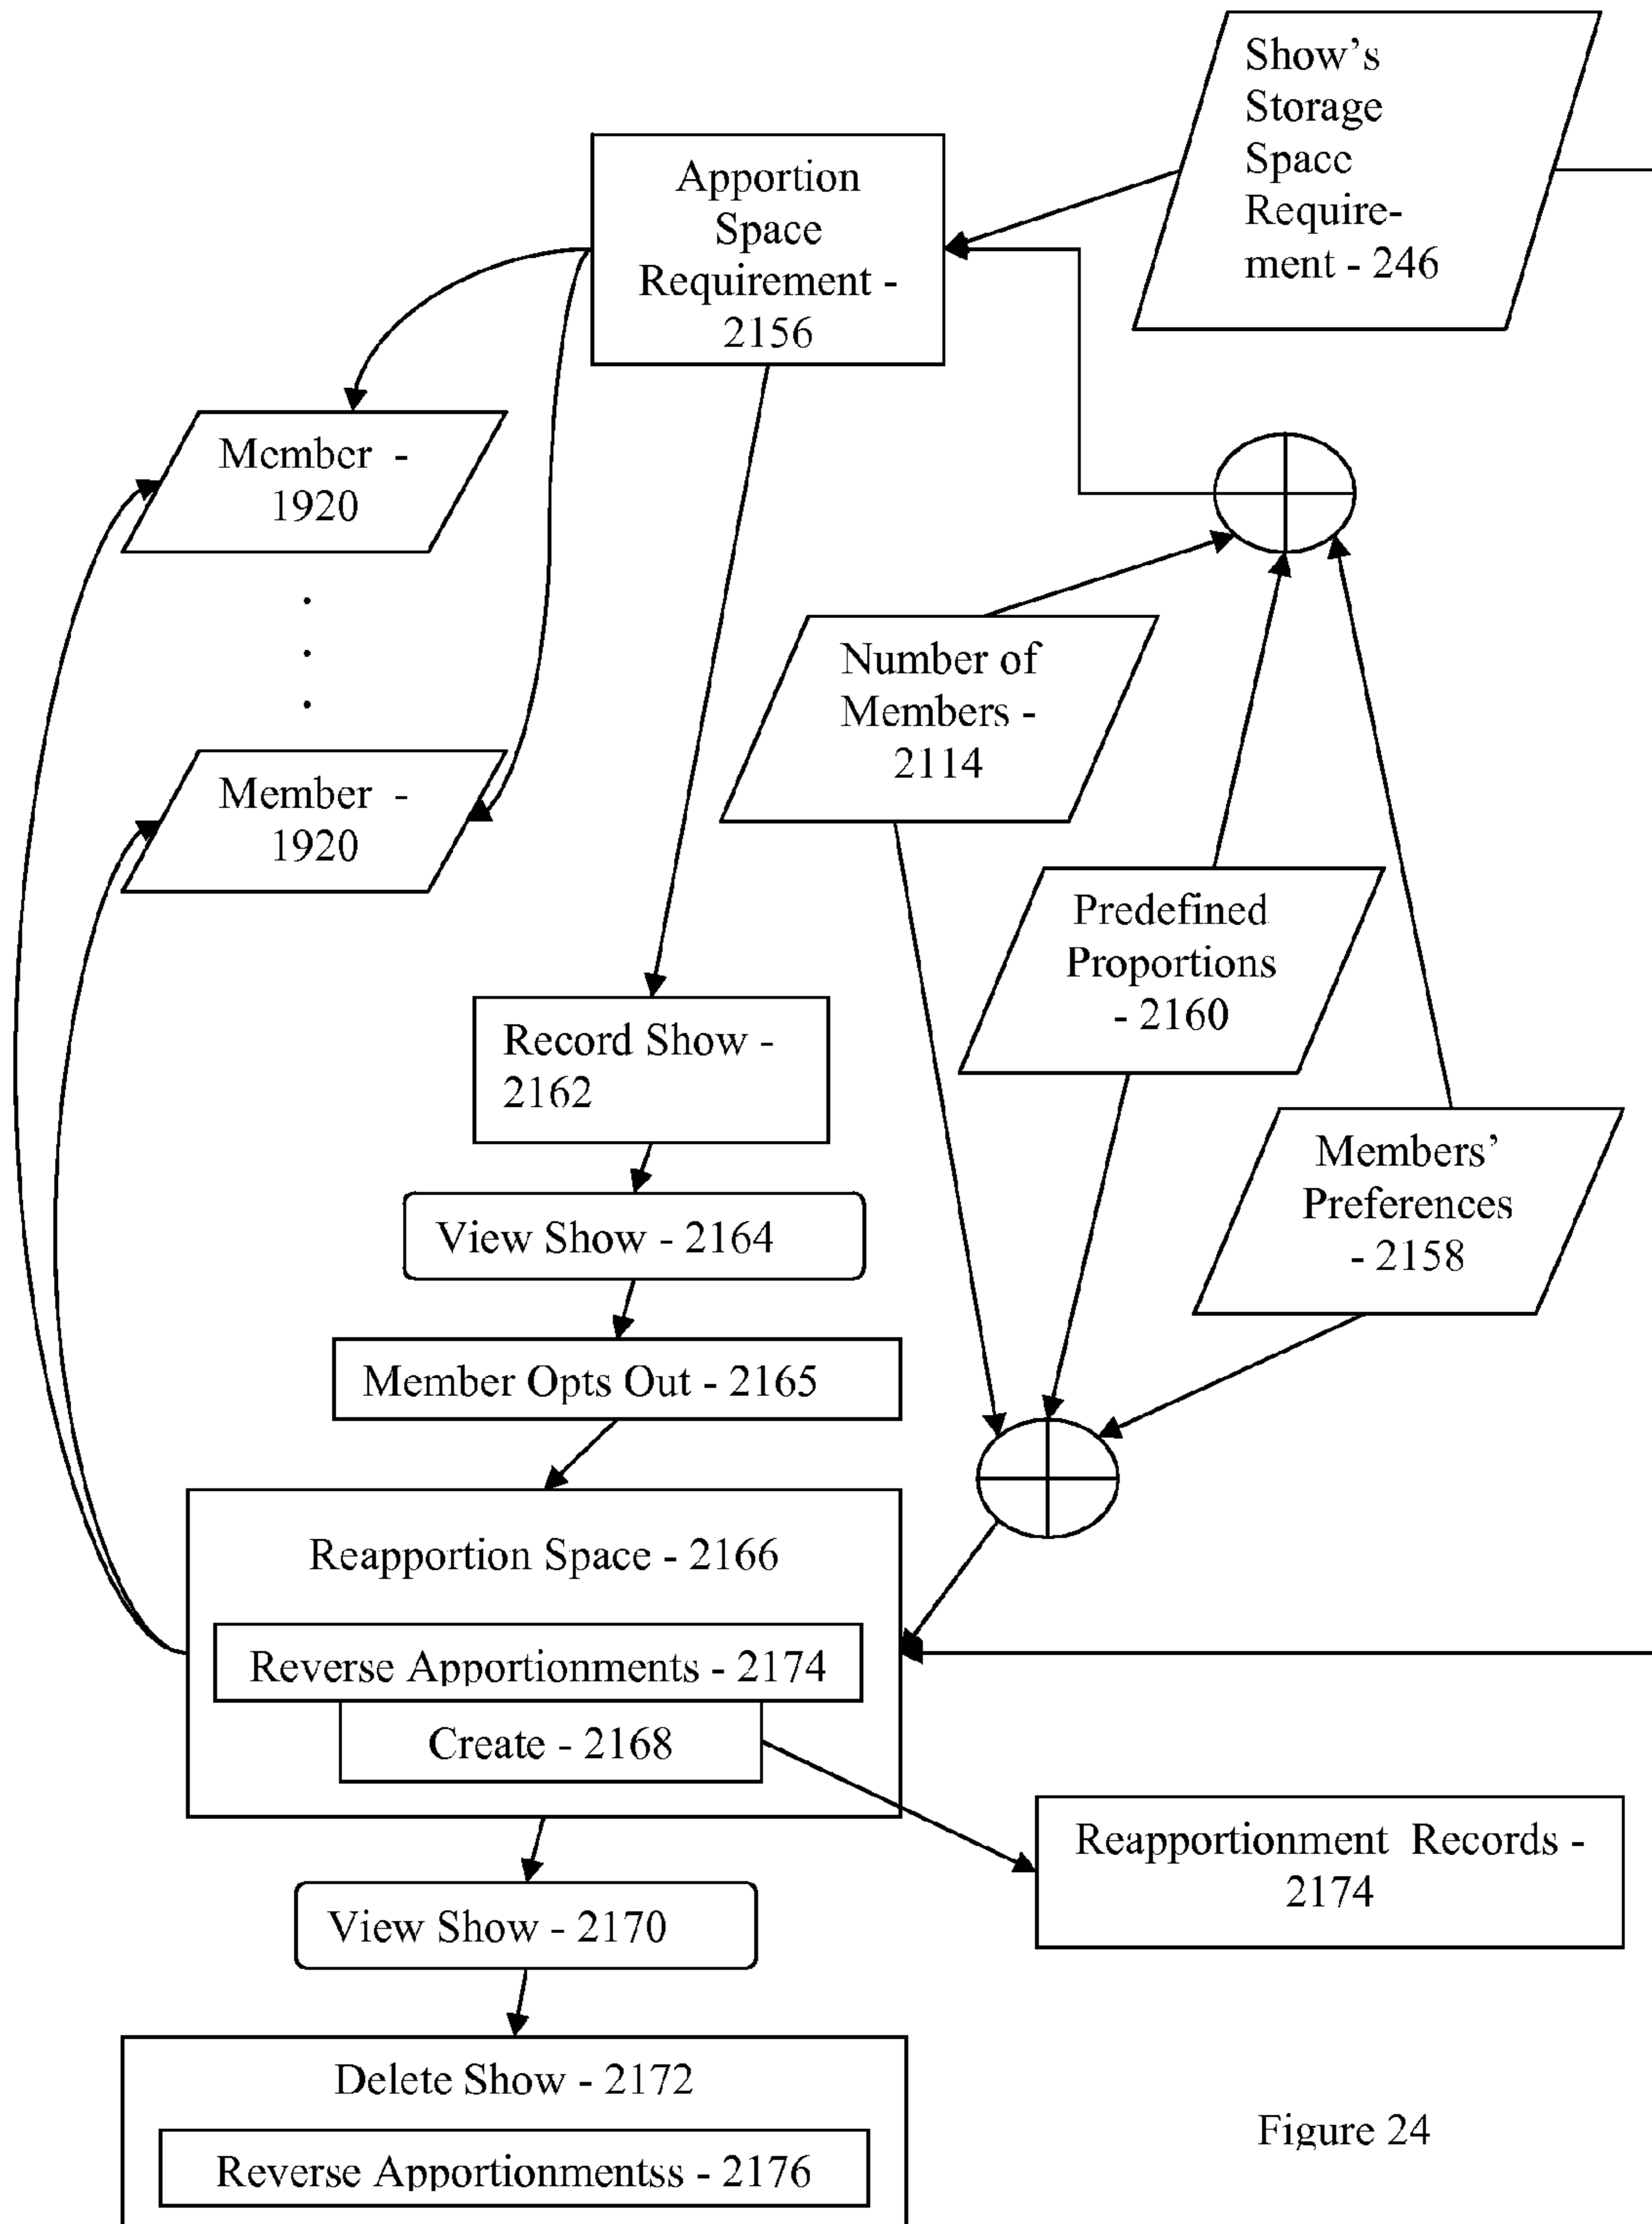 Show's
Storage
Space
Require-
ment - 246
Apportion
Space
Requirement -
2156
Member -
1920
.
.
.
Member -
1920
Number of
Members -
2114
Predefined
Proportions
- 2160
Members’
Preferences
- 2158
Record Show -
2162
View Show - 2164
Member Opts Out - 2165
Reapportion Space - 2166
Reverse Apportionments - 2174
Create - 2168
Reapportionment Records -
2174
View Show - 2170
Delete Show - 2172
Reverse Apportionmentss - 2176
Figure 24